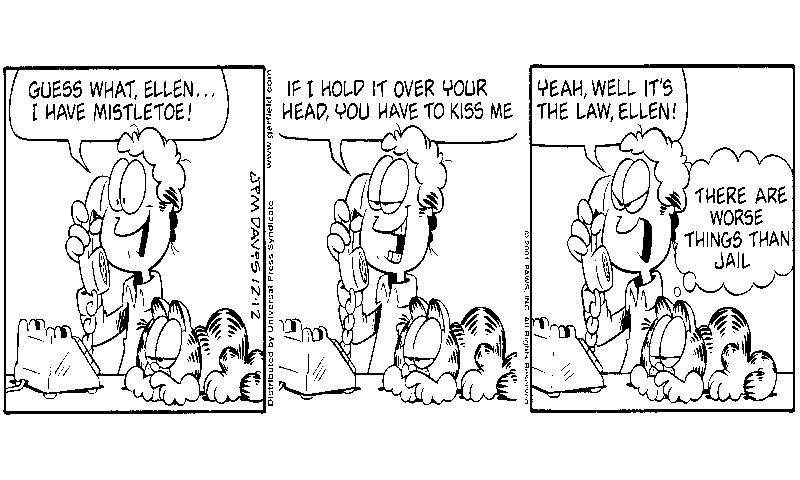 GUESS WHAT, ELLEN...
I HAVE MISTLETOE!
JIM DAVIS 12·12
www.garfield.com
Distributed by Universal Press Syndicate
IF I HOLD IT OVER YOUR
HEAD, YOU HAVE TO KISS ME
© 2001 PAWS, INC. All Rights Reserved
YEAH, WELL IT'S
THE LAW, ELLEN!
THERE ARE
WORSE
THINGS THAN
JAIL